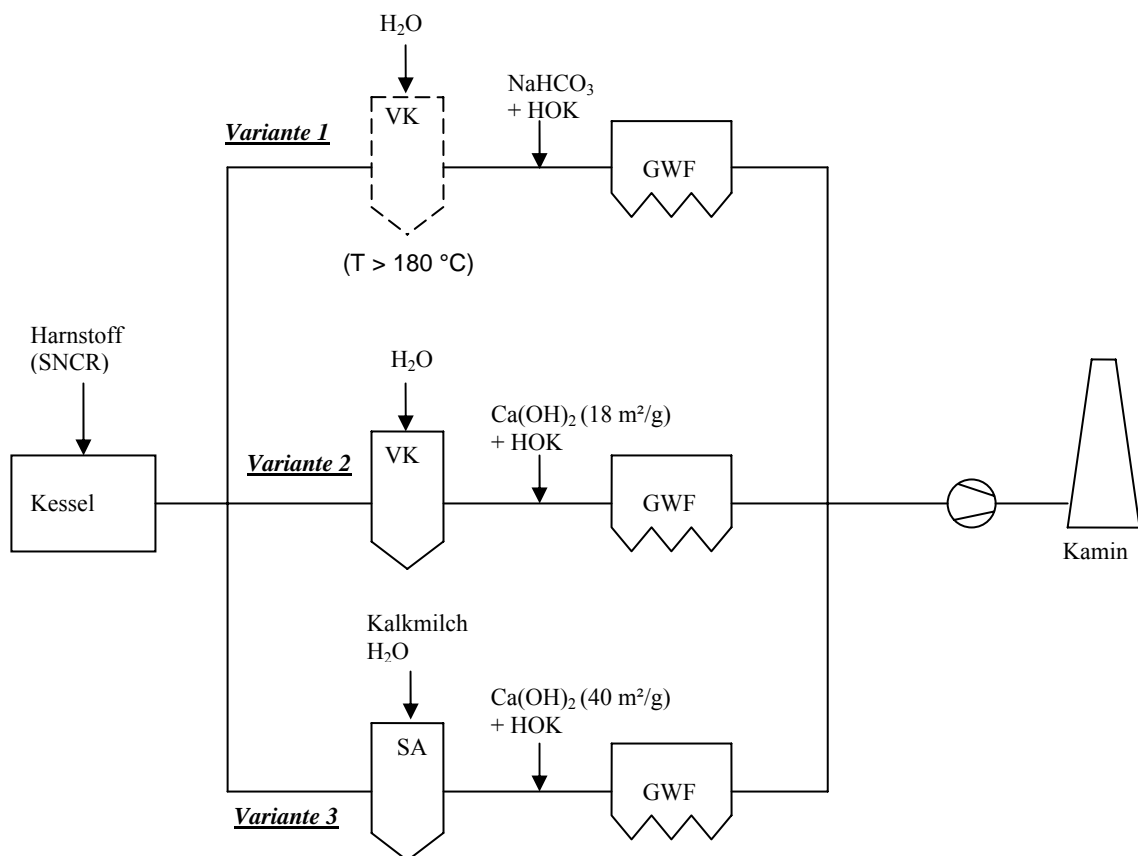 H₂O
VK
NaHCO₃
+ HOK
Variante 1
GWF
(T > 180 °C)
Harnstoff
(SNCR)
H₂O
Ca(OH)₂ (18 m²/g)
+ HOK
Variante 2
VK
Kessel
GWF
Kamin
Kalkmilch
H₂O
Ca(OH)₂ (40 m²/g)
+ HOK
SA
GWF
Variante 3